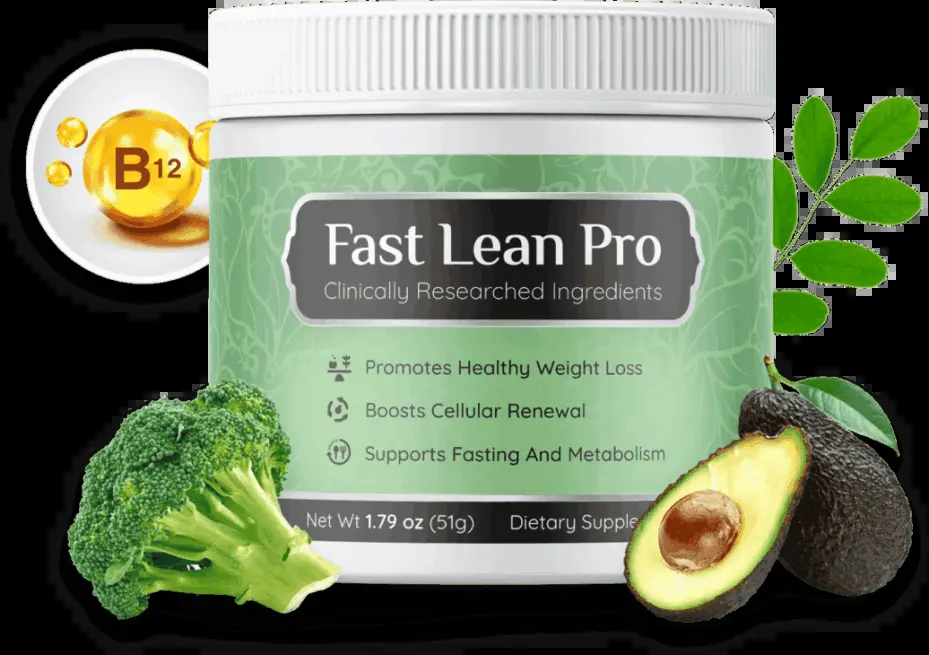 B12
Fast Lean Pro
Clinically Researched Ingredients
Promotes Healthy Weight Loss
Boosts Cellular Renewal
Supports Fasting And Metabolism
Net Wt 1.79 oz (51g) Dietary